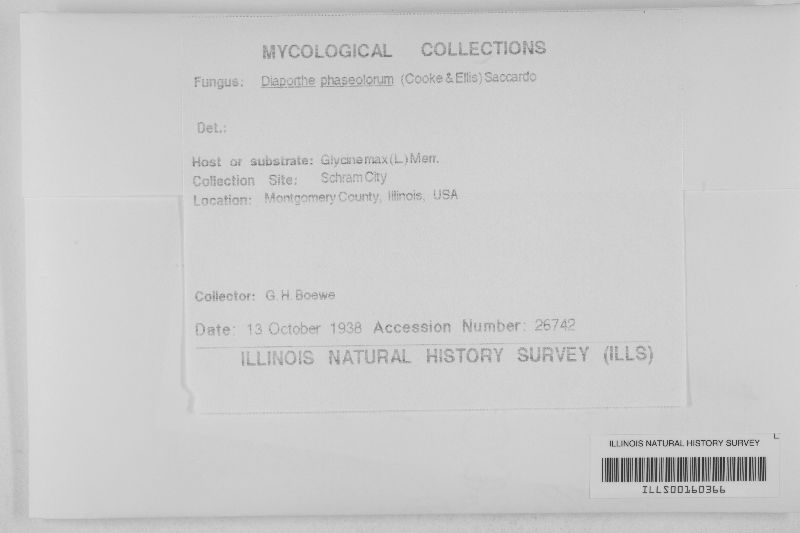 MYCOLOGICAL COLLECTIONS
Fungus: Diaporthe phaseolorum (Cooke & Ellis) Saccardo
Det.:
Host or substrate: Glycine max (L.) Merr.
Collection Site: Schram City
Location: Montgomery County, Illinois, USA
Collector: G. H. Boewe
Date: 13 October 1938 Accession Number: 26742
ILLINOIS NATURAL HISTORY SURVEY (ILLS)
ILLINOIS NATURAL HISTORY SURVEY
ILLS00160366